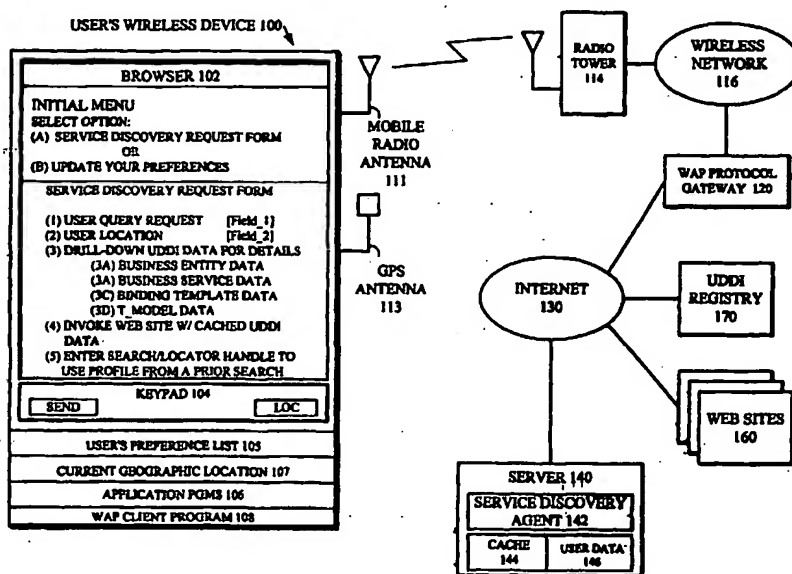 USER'S WIRELESS DEVICE 100
BROWSER 102
INITIAL MENU
SELECT OPTION:
(A) SERVICE DISCOVERY REQUEST FORM
OR
(B) UPDATE YOUR PREFERENCES
SERVICE DISCOVERY REQUEST FORM
(1) USER QUERY REQUEST [Field_1]
(2) USER LOCATION [Field_2]
(3) DRILL-DOWN UDDI DATA FOR DETAILS
(3A) BUSINESS ENTITY DATA
(3A) BUSINESS SERVICE DATA
(3C) BINDING TEMPLATE DATA
(3D) T_MODEL DATA
(4) INVOKE WEB SITE W/ CACHED UDDI
DATA
(5) ENTER SEARCH/LOCATOR HANDLE TO
USE PROFILE FROM A PRIOR SEARCH
KEYPAD 104
SEND
LOC
USER'S PREFERENCE LIST 105
CURRENT GEOGRAPHIC LOCATION 107
APPLICATION PGMS 106
WAP CLIENT PROGRAM 108
MOBILE
RADIO
ANTENNA
111
GPS
ANTENNA
113
RADIO
TOWER
114
WIRELESS
NETWORK
116
WAP PROTOCOL
GATEWAY 120
INTERNET
130
UDDI
REGISTRY
170
WEB SITES
160
SERVER 140
SERVICE DISCOVERY
AGENT 142
CACHE
144
USER DATA
146